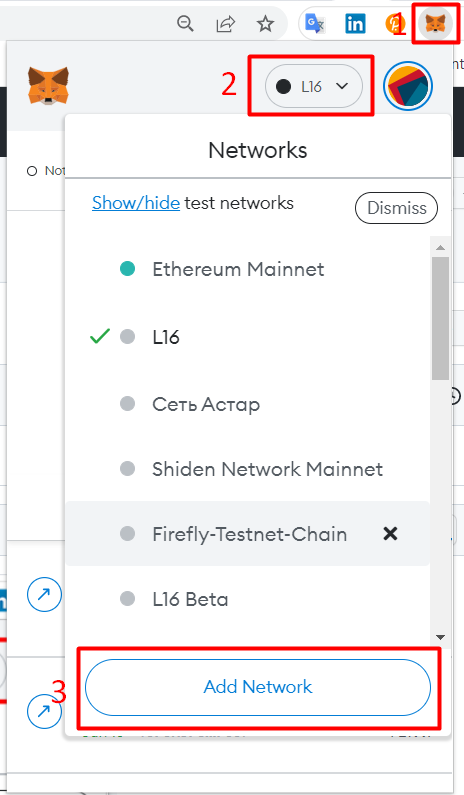 1
2
L16
Not
Networks
Show/hide test networks
Dismiss
Ethereum Mainnet
L16
Сеть Астар
Shiden Network Mainnet
Firefly-Testnet-Chain
L16 Beta
3
Add Network